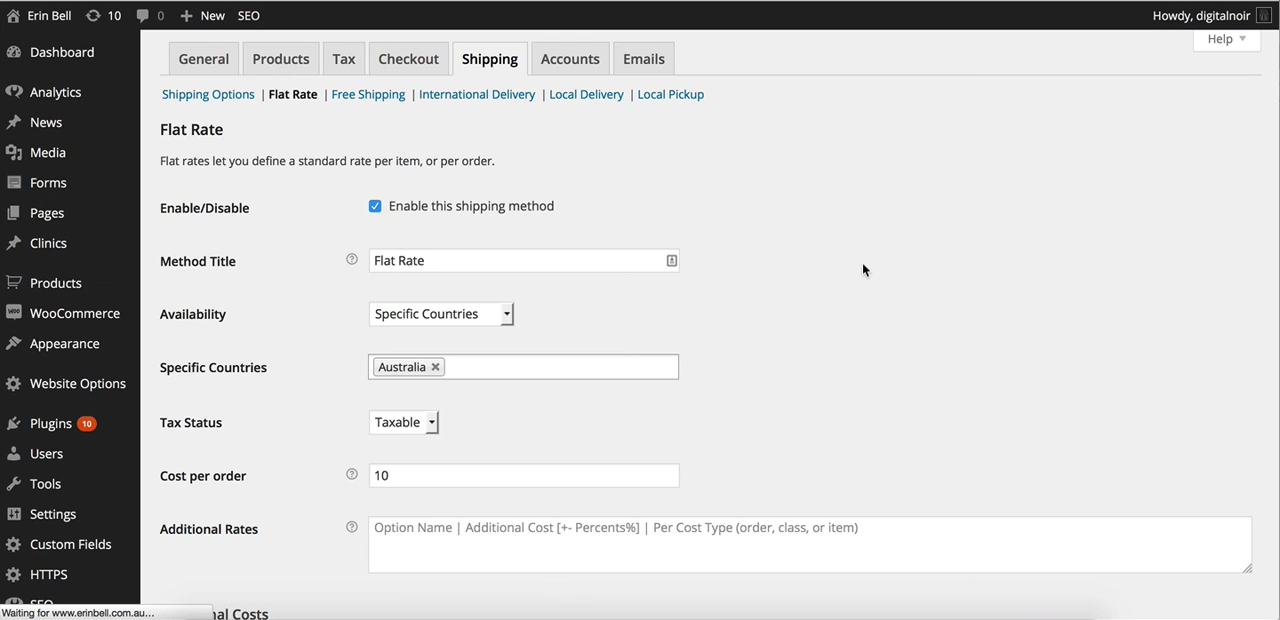 Erin Bell 10 0 New SEO Howdy, digitalnoir
Help
Dashboard
Analytics
News
Media
Forms
Pages
Clinics
Products
WooCommerce
Appearance
Website Options
Plugins 10
Users
Tools
Settings
Custom Fields
HTTPS
General Products Tax Checkout Shipping Accounts Emails
Shipping Options | Flat Rate | Free Shipping | International Delivery | Local Delivery | Local Pickup
Flat Rate
Flat rates let you define a standard rate per item, or per order.
Enable/Disable Enable this shipping method
Method Title Flat Rate
Availability Specific Countries
Specific Countries Australia
Tax Status Taxable
Cost per order 10
Additional Rates Option Name | Additional Cost [+- Percents%] | Per Cost Type (order, class, or item)
Costs
Waiting for www.erinbell.com.au...